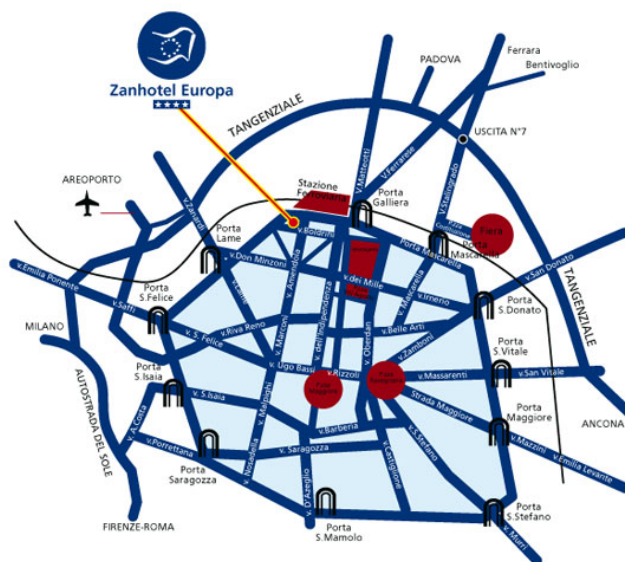 Zanhotel Europa
TANGENZIALE
PADOVA
Ferrara
Bentivoglio
USCITA N°7
AREOPORTO
v.Zanardi
Stazione
Ferroviaria
v.Matteotti
v.Ferrarese
v.Stalingrado
Porta
Galliera
Fiera
Porta
Mascarella
Porta Mascarella
Porta
Lame
v.Boldrini
v.Don Minzoni
v. Amendola
v.dei Mille
v.Mascarella
v.Irnerio
v.San Donato
TANGENZIALE
v.Emilia Ponente
v.Saffi
Porta
S.Felice
v.Lame
v.Riva Reno
v. S. Felice
v. Marconi
v. dell'Indipendenza
v. Oberdan
v.Belle Arti
v.Zamboni
Porta
S.Donato
MILANO
AUTOSTRADA DEL SOLE
Porta
S.Isaia
v. S.Isaia
v. Ugo Bassi
v. Rizzoli
v.Massarenti
Porta
S.Vitale
v.San Vitale
v. A.Costa
v. Malpighi
Strada Maggiore
Porta
Maggiore
ANCONA
v.Porrettana
v. Nosadella
v.Barberia
v. Saragozza
v.S.Stefano
v.Castiglione
v. Mazzini
v.Emilia Levante
Porta
Saragozza
v. D'Azeglio
FIRENZE-ROMA
Porta
S.Mamolo
Porta
S.Stefano
v. Murri